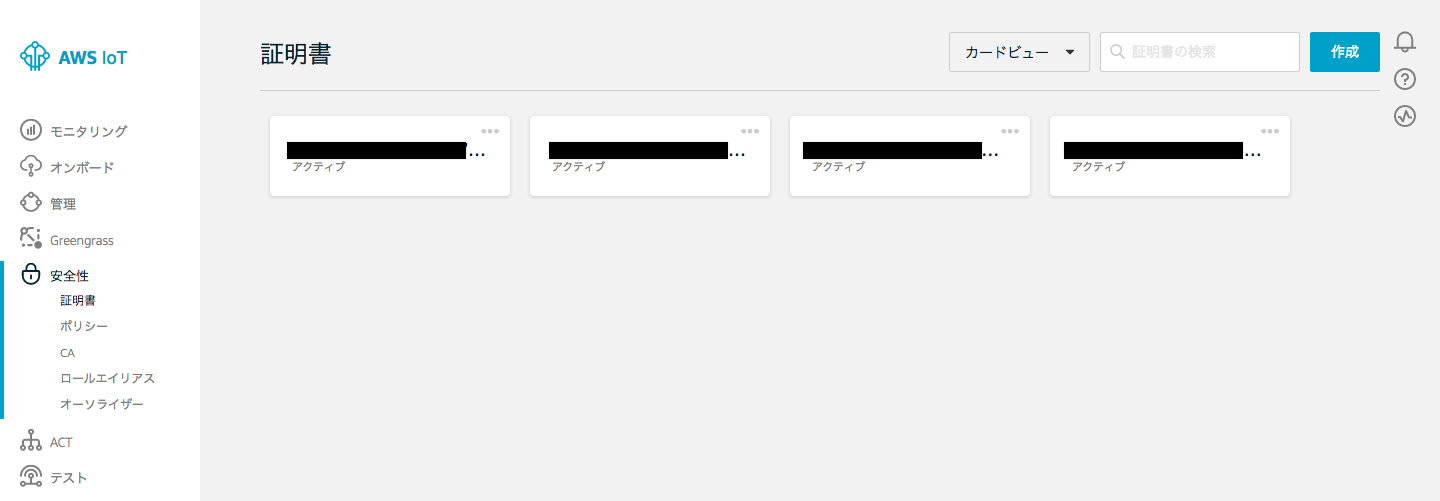 AWS IoT
モニタリング
オンボード
管理
Greengrass
安全性
証明書
ポリシー
CA
ロールエイリアス
オーソライザー
ACT
テスト
証明書
カードビュー
証明書の検索
作成
...
アクティブ
...
アクティブ
...
アクティブ
...
アクティブ